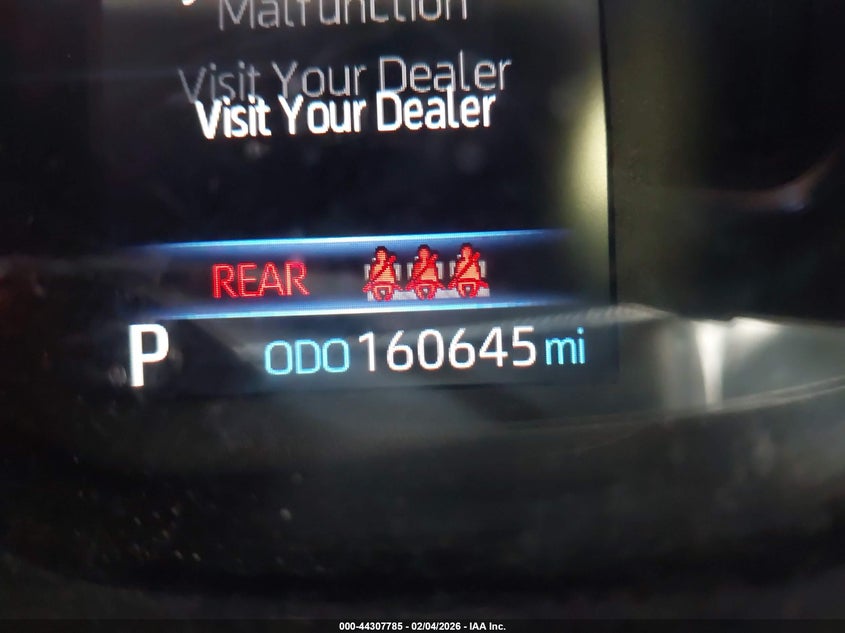 Malfunction
Visit Your Dealer
Visit Your Dealer
REAR
P ODO 160645 mi
000-44307785 - 02/04/2026 - IAA Inc.